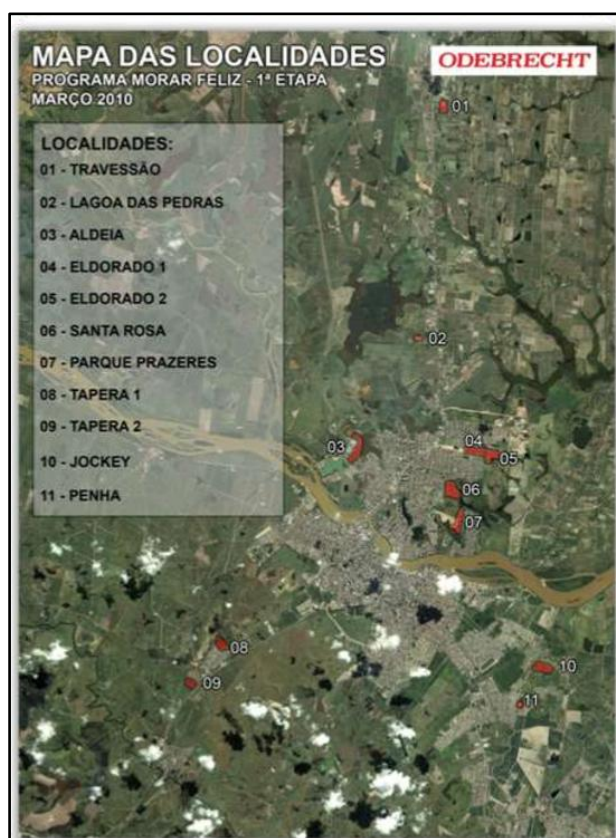 MAPA DAS LOCALIDADES
PROGRAMA MORAR FELIZ - 1ª ETAPA
MARÇO 2010
ODEBRECHT
LOCALIDADES:
01 - TRAVESSÃO
02 - LAGOA DAS PEDRAS
03 - ALDEIA
04 - ELDORADO 1
05 - ELDORADO 2
06 - SANTA ROSA
07 - PARQUE PRAZERES
08 - TAPERA 1
09 - TAPERA 2
10 - JOCKEY
11 - PENHA
01
02
03
04
05
06
07
08
09
10
11